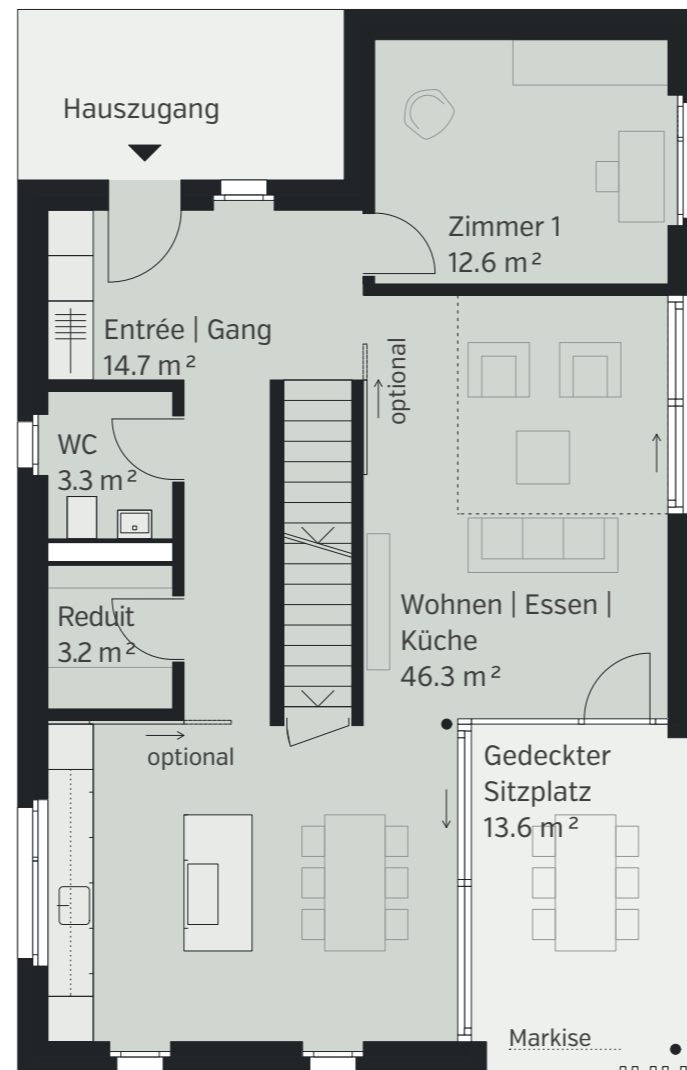 Hauszugang
Zimmer 1
12.6 m²
Entrée | Gang
14.7 m²
optional
WC
3.3 m²
Reduit
3.2 m²
Wohnen | Essen |
Küche
46.3 m²
optional
Gedeckter
Sitzplatz
13.6 m²
Markise